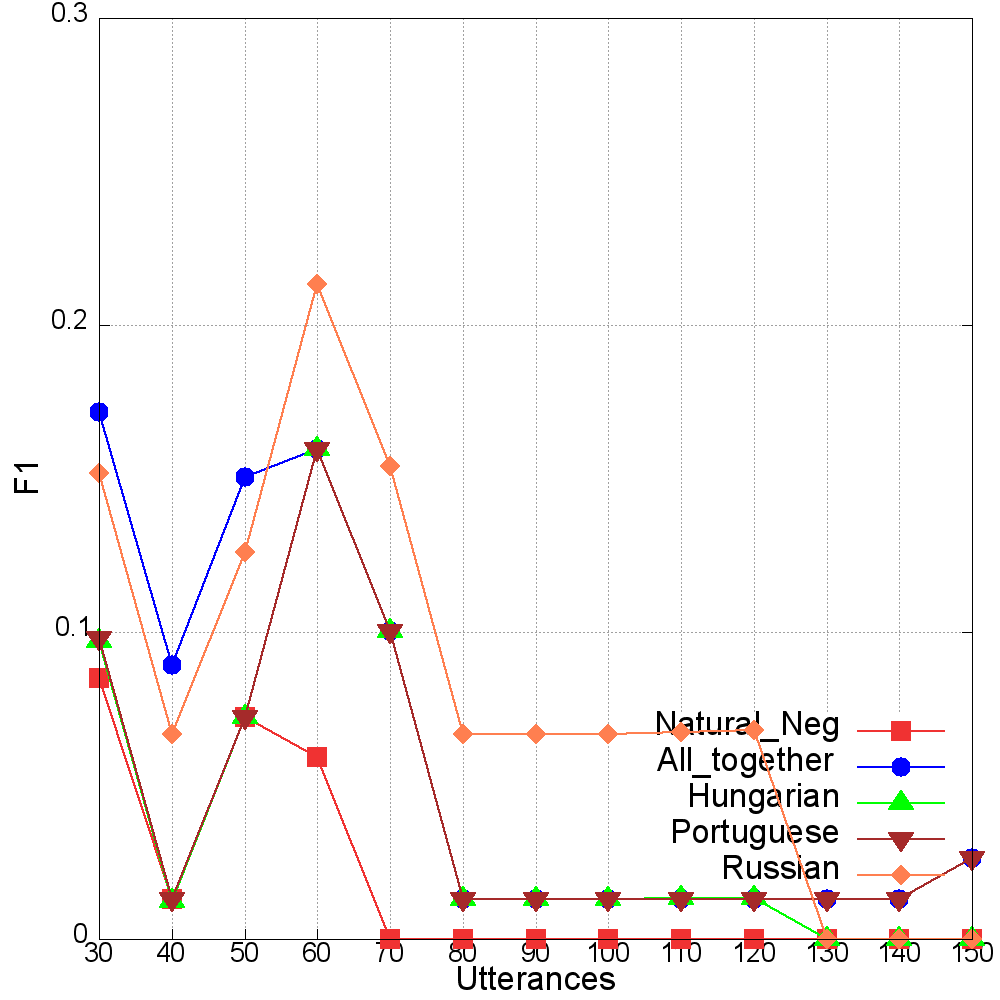 0.3
0.2
0.1
0
F1
Natural_Neg
All_together
Hungarian
Portuguese
Russian
30 40 50 60 70 80 90 100 110 120 130 140 150
Utterances